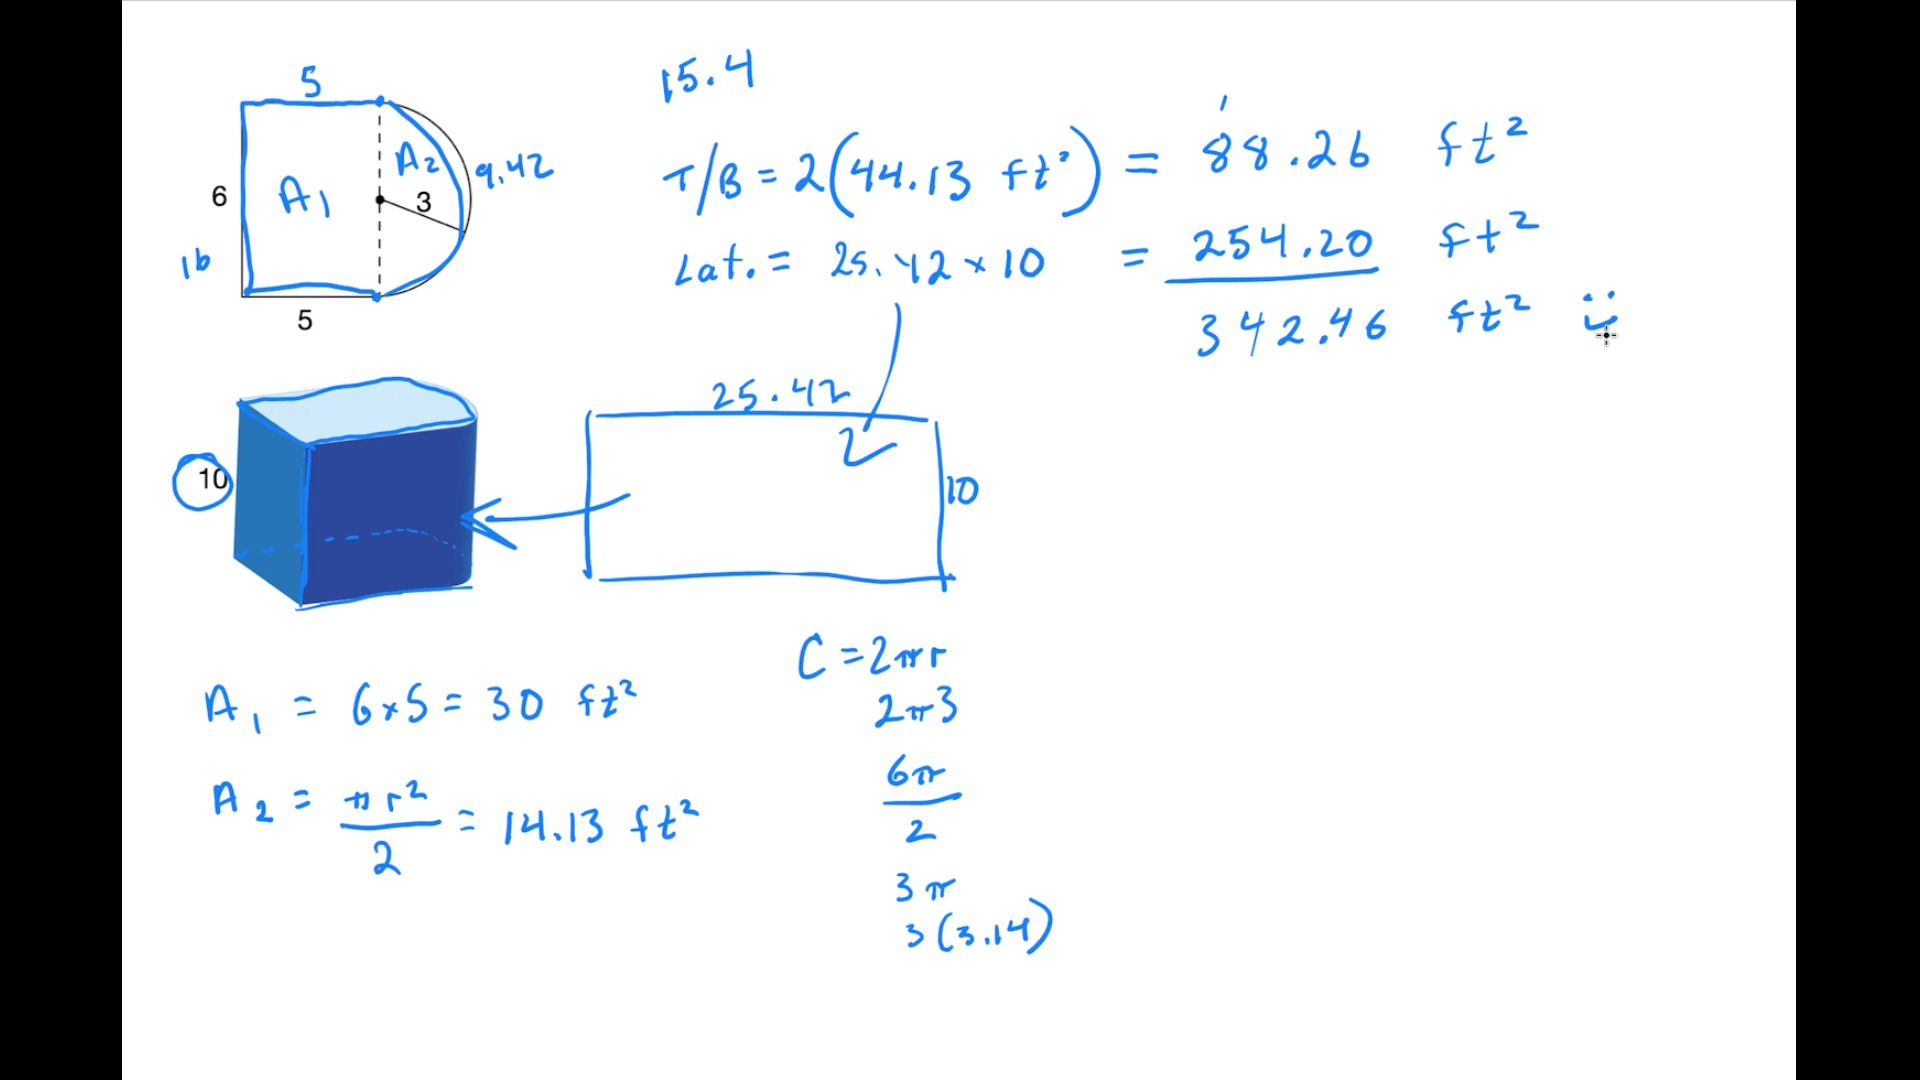 5
15.4
A₂
9.42
6
A₁
3
16
5
T/B = 2(44.13 ft²) = 88.26 ft²
1
Lat. = 25.42 × 10 = 254.20 ft²
342.46 ft²
25.42
10
10
C = 2πr
2π3
6π
2
3π
3(3.14)
A₁ = 6×5 = 30 ft²
A₂ = πr²/2 = 14.13 ft²